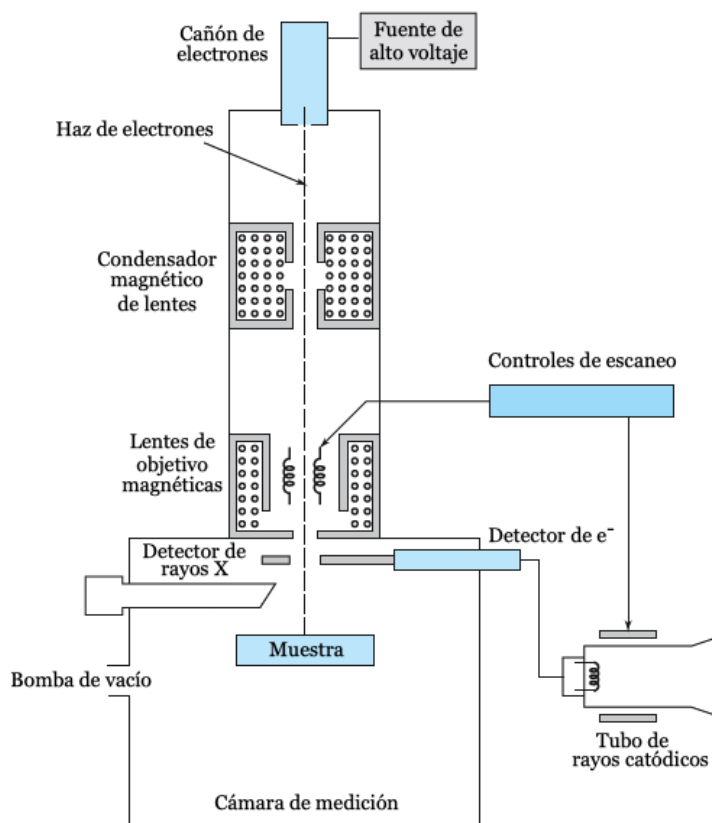 Cañón de
electrones
Fuente de
alto voltaje
Haz de electrones
Condensador
magnético
de lentes
Controles de escaneo
Lentes de
objetivo
magnéticas
Detector de e⁻
Detector de
rayos X
Muestra
Bomba de vacío
Tubo de
rayos catódicos
Cámara de medición